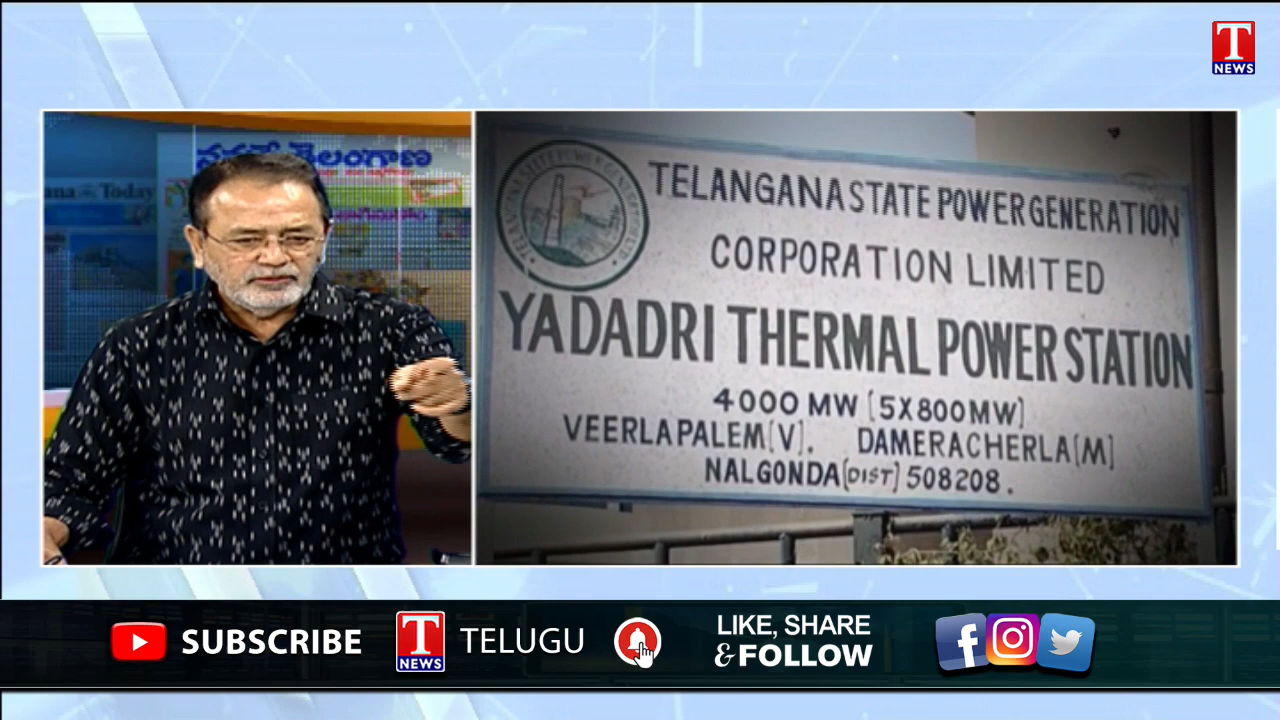 T
NEWS
తెలంగాణ
Today
TELANGANA STATE POWER GENERATION
CORPORATION LIMITED
YADADRI THERMAL POWER STATION
4000 MW [5X800MW]
VEERLAPALEM[V]. DAMERACHERLA[M]
NALGONDA[DIST] 508208.
SUBSCRIBE
T
NEWS
TELUGU
LIKE, SHARE
& FOLLOW